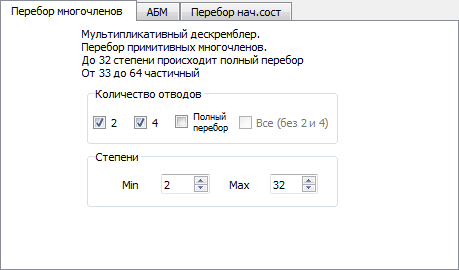 Перебор многочленов АБМ Перебор нач.сост
Мультипликативный дескремблер.
Перебор примитивных многочленов.
До 32 степени происходит полный перебор
От 33 до 64 частичный
Количество отводов
2 4 Полный перебор Все (без 2 и 4)
Степени
Min 2 Max 32